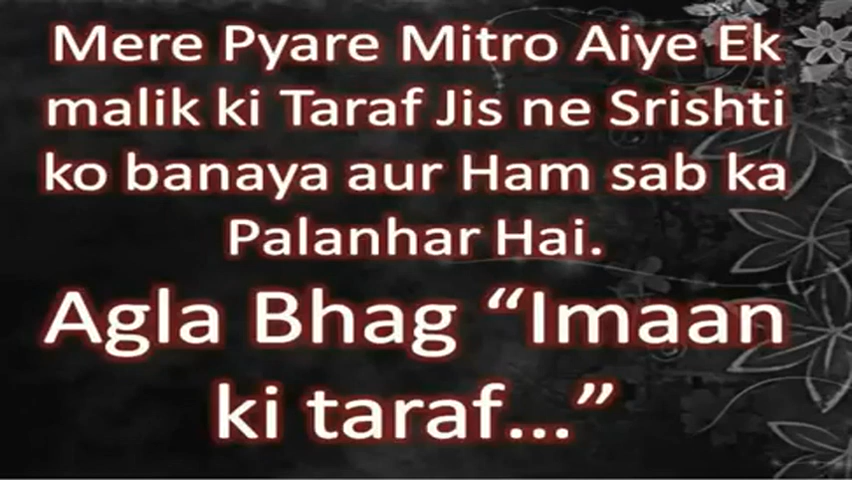 Mere Pyare Mitro Aiye Ek
malik ki Taraf Jis ne Srishti
ko banaya aur Ham sab ka
Palanhar Hai.
Agla Bhag “Imaan
ki taraf...”